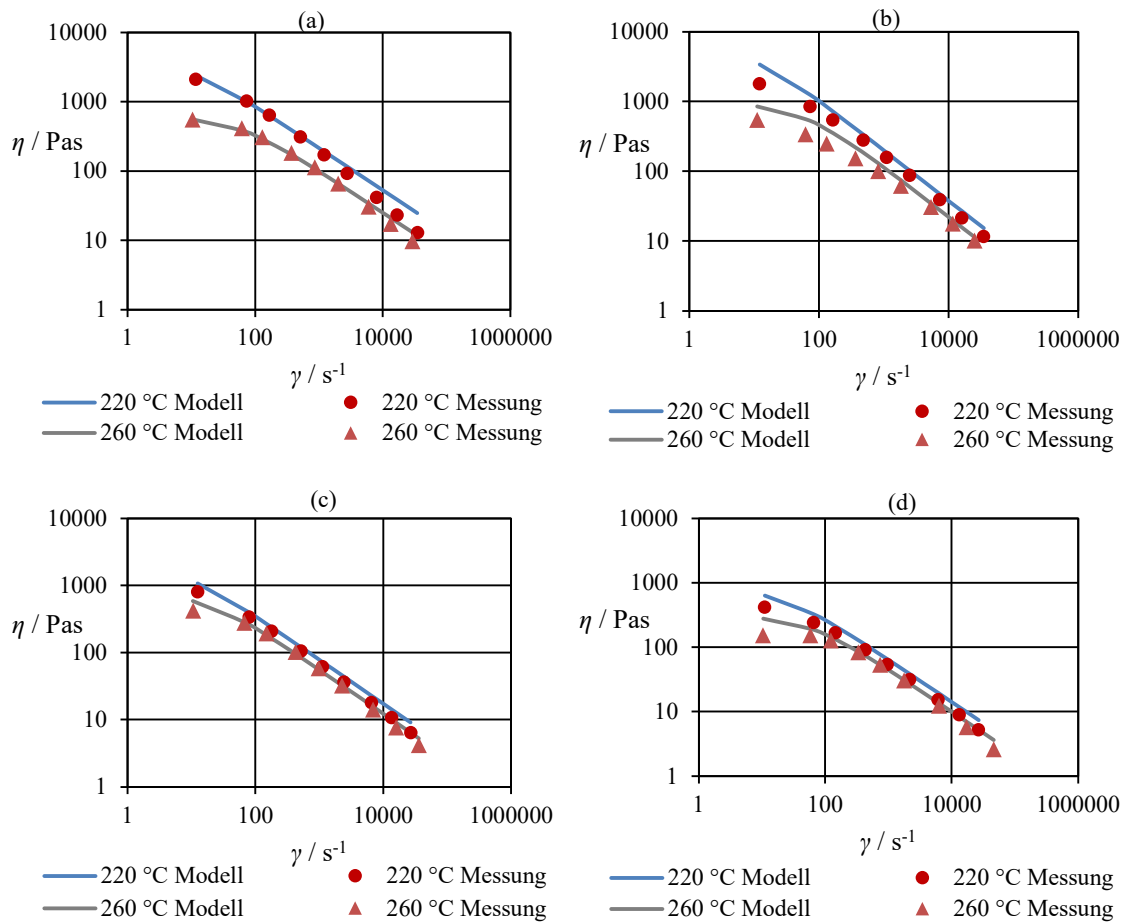 (a)
10000
1000
η / Pas
100
10
1
1 100 10000 1000000
γ / s-1
220 °C Modell 220 °C Messung
260 °C Modell 260 °C Messung
(b)
10000
1000
η / Pas
100
10
1
1 100 10000 1000000
γ / s-1
220 °C Modell 220 °C Messung
260 °C Modell 260 °C Messung
(c)
10000
1000
η / Pas
100
10
1
1 100 10000 1000000
γ / s-1
220 °C Modell 220 °C Messung
260 °C Modell 260 °C Messung
(d)
10000
1000
η / Pas
100
10
1
1 100 10000 1000000
γ / s-1
220 °C Modell 220 °C Messung
260 °C Modell 260 °C Messung